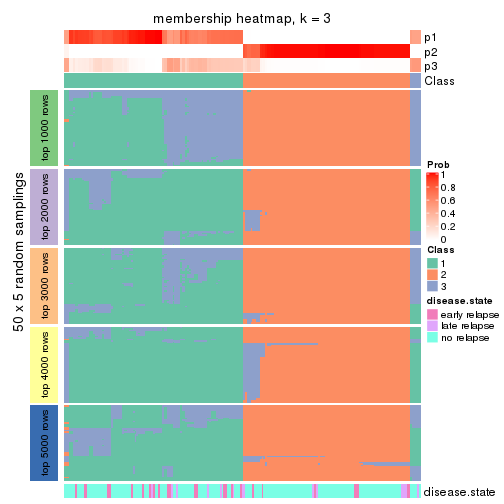 membership heatmap, k = 3
p1
p2
p3
Class
50 x 5 random samplings
top 1000 rows
top 2000 rows
top 3000 rows
top 4000 rows
top 5000 rows
Prob
1
0.8
0.6
0.4
0.2
0
Class
1
2
3
disease.state
early relapse
late relapse
no relapse
disease.state